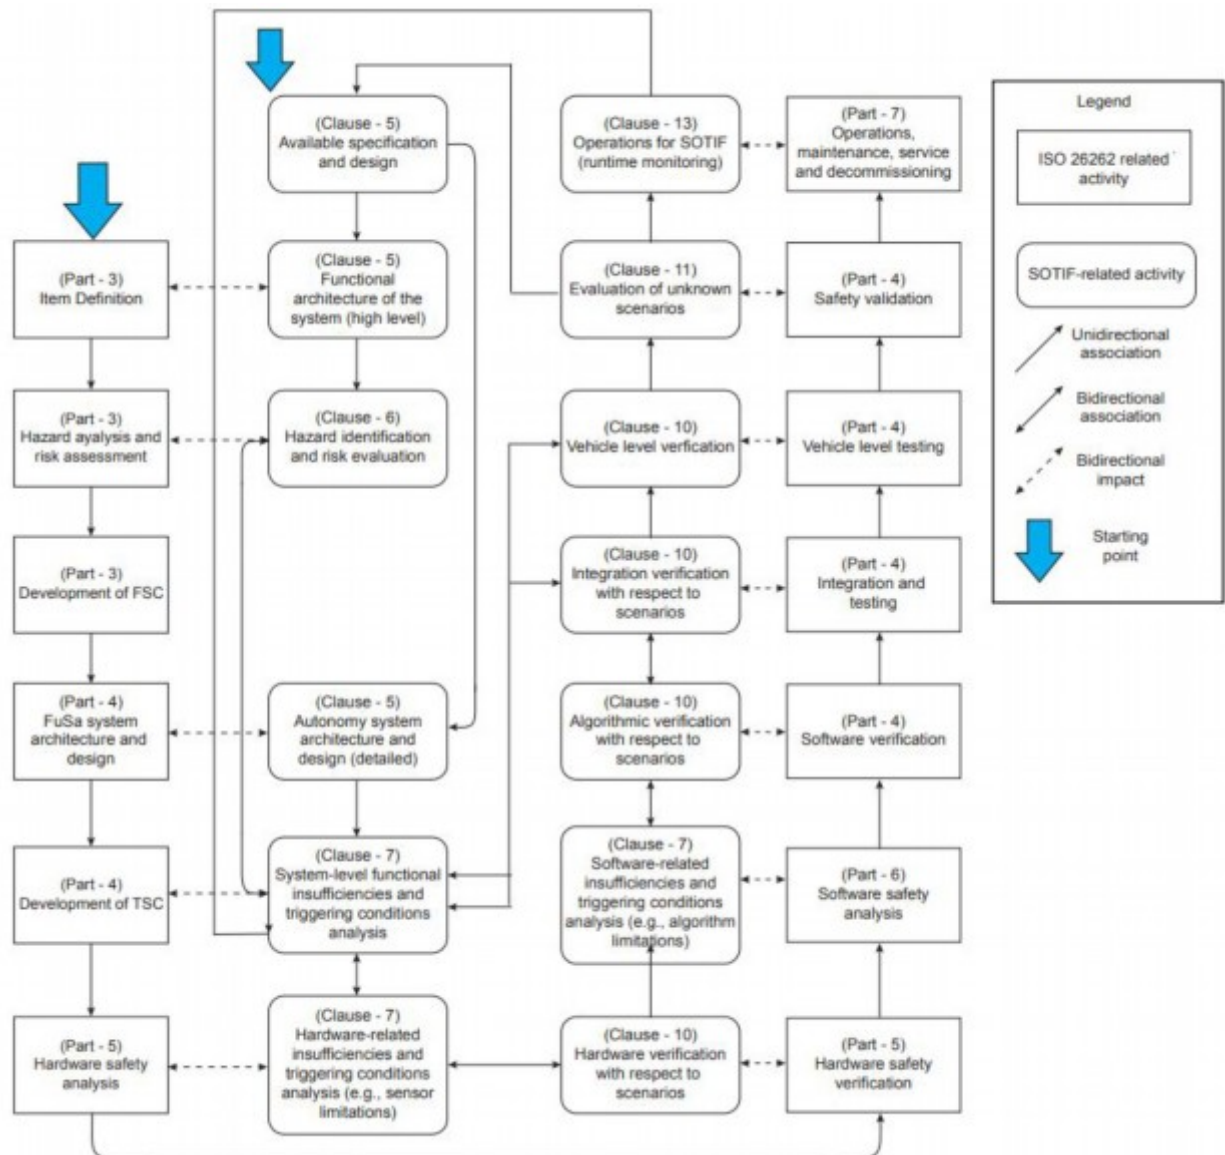 (Clause - 5)
Available specification
and design
(Clause - 13)
Operations for SOTIF
(runtime monitoring)
(Part - 7)
Operations,
maintenance, service
and decommissioning
Legend
ISO 26262 related
activity
(Part - 3)
Item Definition
(Clause - 5)
Functional
architecture of the
system (high level)
(Clause - 11)
Evaluation of unknown
scenarios
(Part - 4)
Safety validation
SOTIF-related activity
Unidirectional
association
(Part - 3)
Hazard ayalysis and
risk assessment
(Clause - 6)
Hazard identification
and risk evaluation
(Clause - 10)
Vehicle level verfication
(Part - 4)
Vehicle level testing
Bidirectional
association
Bidirectional
impact
Starting
point
(Part - 3)
Development of FSC
(Clause - 10)
Integration verification
with respect to
scenarios
(Part - 4)
Integration and
testing
(Part - 4)
FuSa system
architecture and
design
(Clause - 5)
Autonomy system
architecture and
design (detailed)
(Clause - 10)
Algorithmic verification
with respect to
scenarios
(Part - 4)
Software verification
(Part - 4)
Development of TSC
(Clause - 7)
System-level functional
insufficiencies and
triggering conditions
analysis
(Clause - 7)
Software-related
insufficiencies and
triggering conditions
analysis (e.g., algorithm
limitations)
(Part - 6)
Software safety
analysis
(Part - 5)
Hardware safety
analysis
(Clause - 7)
Hardware-related
insufficiencies and
triggering conditions
analysis (e.g., sensor
limitations)
(Clause - 10)
Hardware verification
with respect to
scenarios
(Part - 5)
Hardware safety
verification